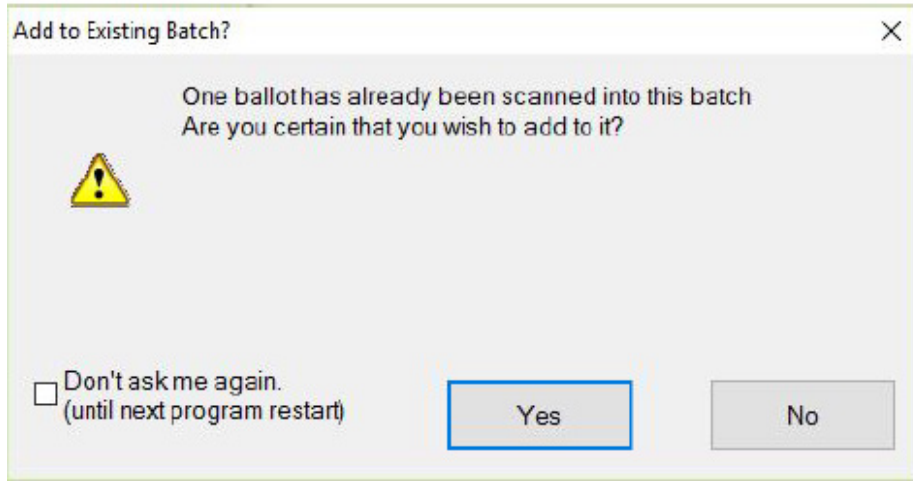 Add to Existing Batch?
One ballot has already been scanned into this batch
Are you certain that you wish to add to it?
Don't ask me again.
(until next program restart)
Yes
No